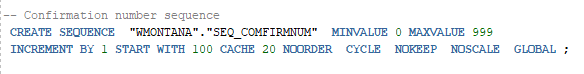 -- Confirmation number sequence
CREATE SEQUENCE "WMONTANA"."SEQ_COMFIRMNUM" MINVALUE 0 MAXVALUE 999
INCREMENT BY 1 START WITH 100 CACHE 20 NOORDER CYCLE NOKEEP NOSCALE GLOBAL ;